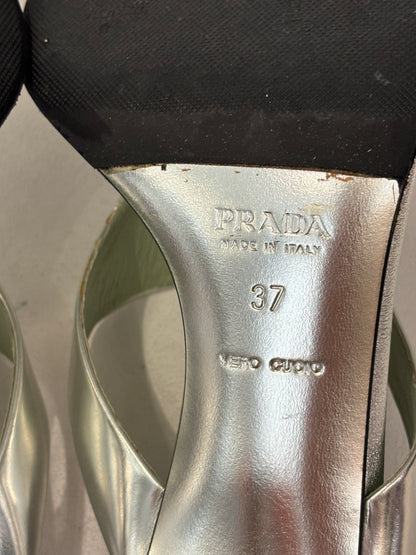 PRADA
MADE IN ITALY
37
VERO CUOIO